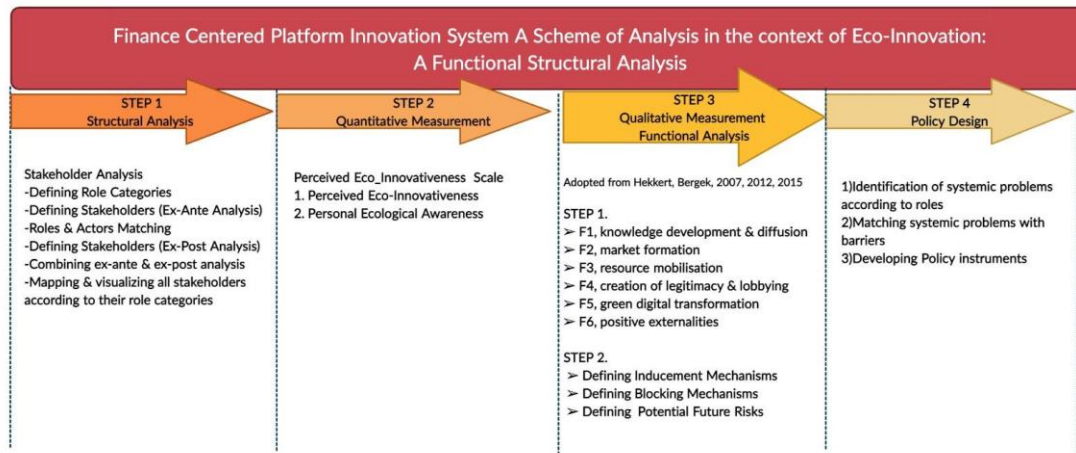 Finance Centered Platform Innovation System A Scheme of Analysis in the context of Eco-Innovation:
A Functional Structural Analysis
STEP 1
Structural Analysis
Stakeholder Analysis
-Defining Role Categories
-Defining Stakeholders (Ex-Ante Analysis)
-Roles & Actors Matching
-Defining Stakeholders (Ex-Post Analysis)
-Combining ex-ante & ex-post analysis
-Mapping & visualizing all stakeholders
according to their role categories
STEP 2
Quantitative Measurement
Perceived Eco_Innovativeness Scale
1. Perceived Eco-Innovativeness
2. Personal Ecological Awareness
STEP 3
Qualitative Measurement
Functional Analysis
Adopted from Hekkert, Bergek, 2007, 2012, 2015
STEP 1.
➢ F1, knowledge development & diffusion
➢ F2, market formation
➢ F3, resource mobilisation
➢ F4, creation of legitimacy & lobbying
➢ F5, green digital transformation
➢ F6, positive externalities
STEP 2.
➢ Defining Inducement Mechanisms
➢ Defining Blocking Mechanisms
➢ Defining Potential Future Risks
STEP 4
Policy Design
1)Identification of systemic problems
according to roles
2)Matching systemic problems with
barriers
3)Developing Policy instruments